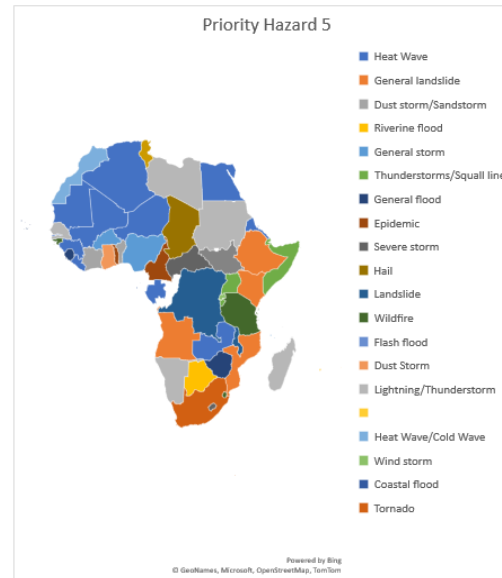 Priority Hazard 5
Heat Wave
General landslide
Dust storm/Sandstorm
Riverine flood
General storm
Thunderstorms/Squall line
General flood
Epidemic
Severe storm
Hail
Landslide
Wildfire
Flash flood
Dust Storm
Lightning/Thunderstorm
Heat Wave/Cold Wave
Wind storm
Coastal flood
Tornado
Powered by Bing
© GeoNames, Microsoft, OpenStreetMap, TomTom